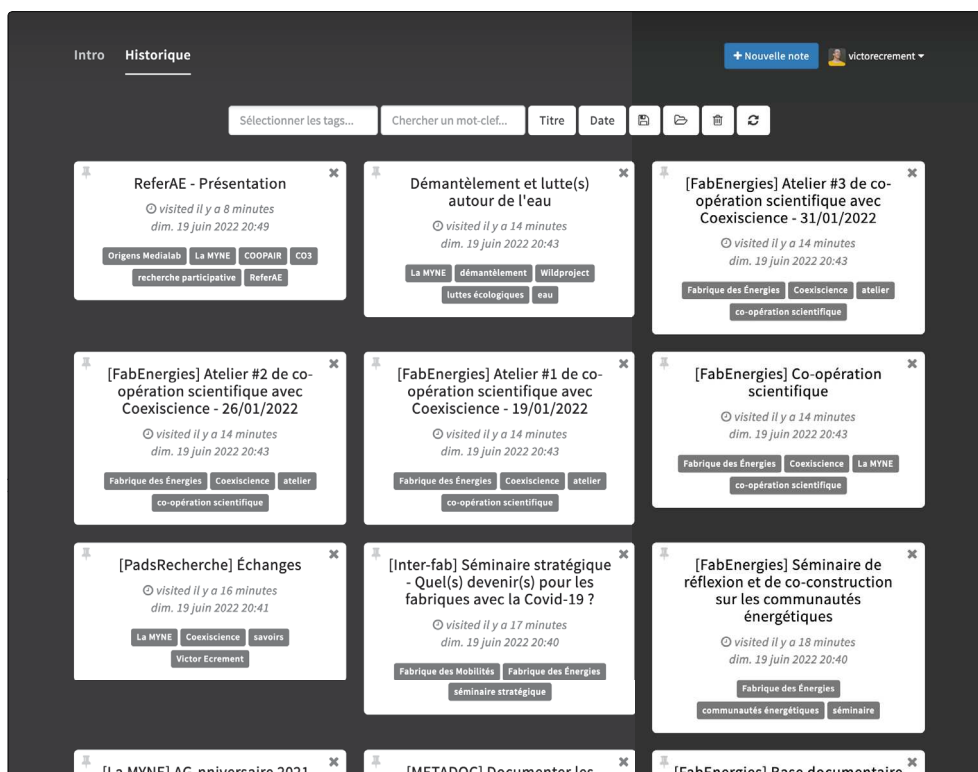 Intro Historique
+ Nouvelle note victorecrement
Sélectionner les tags... Chercher un mot-clef... Titre Date
ReferAE - Présentation
visited il y a 8 minutes
dim. 19 juin 2022 20:49
Origens Medialab La MYNE COOPAIR CO3
recherche participative ReferAE
Démantèlement et lutte(s)
autour de l'eau
visited il y a 14 minutes
dim. 19 juin 2022 20:43
La MYNE démantèlement Wildproject
luttes écologiques eau
[FabEnergies] Atelier #3 de co-
opération scientifique avec
Coexiscience - 31/01/2022
visited il y a 14 minutes
dim. 19 juin 2022 20:43
Fabrique des Énergies Coexiscience atelier
co-opération scientifique
[FabEnergies] Atelier #2 de co-
opération scientifique avec
Coexiscience - 26/01/2022
visited il y a 14 minutes
dim. 19 juin 2022 20:43
Fabrique des Énergies Coexiscience atelier
co-opération scientifique
[FabEnergies] Atelier #1 de co-
opération scientifique avec
Coexiscience - 19/01/2022
visited il y a 14 minutes
dim. 19 juin 2022 20:43
Fabrique des Énergies Coexiscience atelier
co-opération scientifique
[FabEnergies] Co-opération
scientifique
visited il y a 14 minutes
dim. 19 juin 2022 20:43
Fabrique des Énergies Coexiscience La MYNE
co-opération scientifique
[PadsRecherche] Échanges
visited il y a 16 minutes
dim. 19 juin 2022 20:41
La MYNE Coexiscience savoirs
Victor Ecrement
[Inter-fab] Séminaire stratégique
- Quel(s) devenir(s) pour les
fabriques avec la Covid-19 ?
visited il y a 17 minutes
dim. 19 juin 2022 20:40
Fabrique des Mobilités Fabrique des Énergies
séminaire stratégique
[FabEnergies] Séminaire de
réflexion et de co-construction
sur les communautés
énergétiques
visited il y a 18 minutes
dim. 19 juin 2022 20:40
Fabrique des Énergies
communautés énergétiques séminaire
[La MYNE] AG-nniversaire 2021
[METADOC] Documenter les
[FabEnergies] Base documentaire